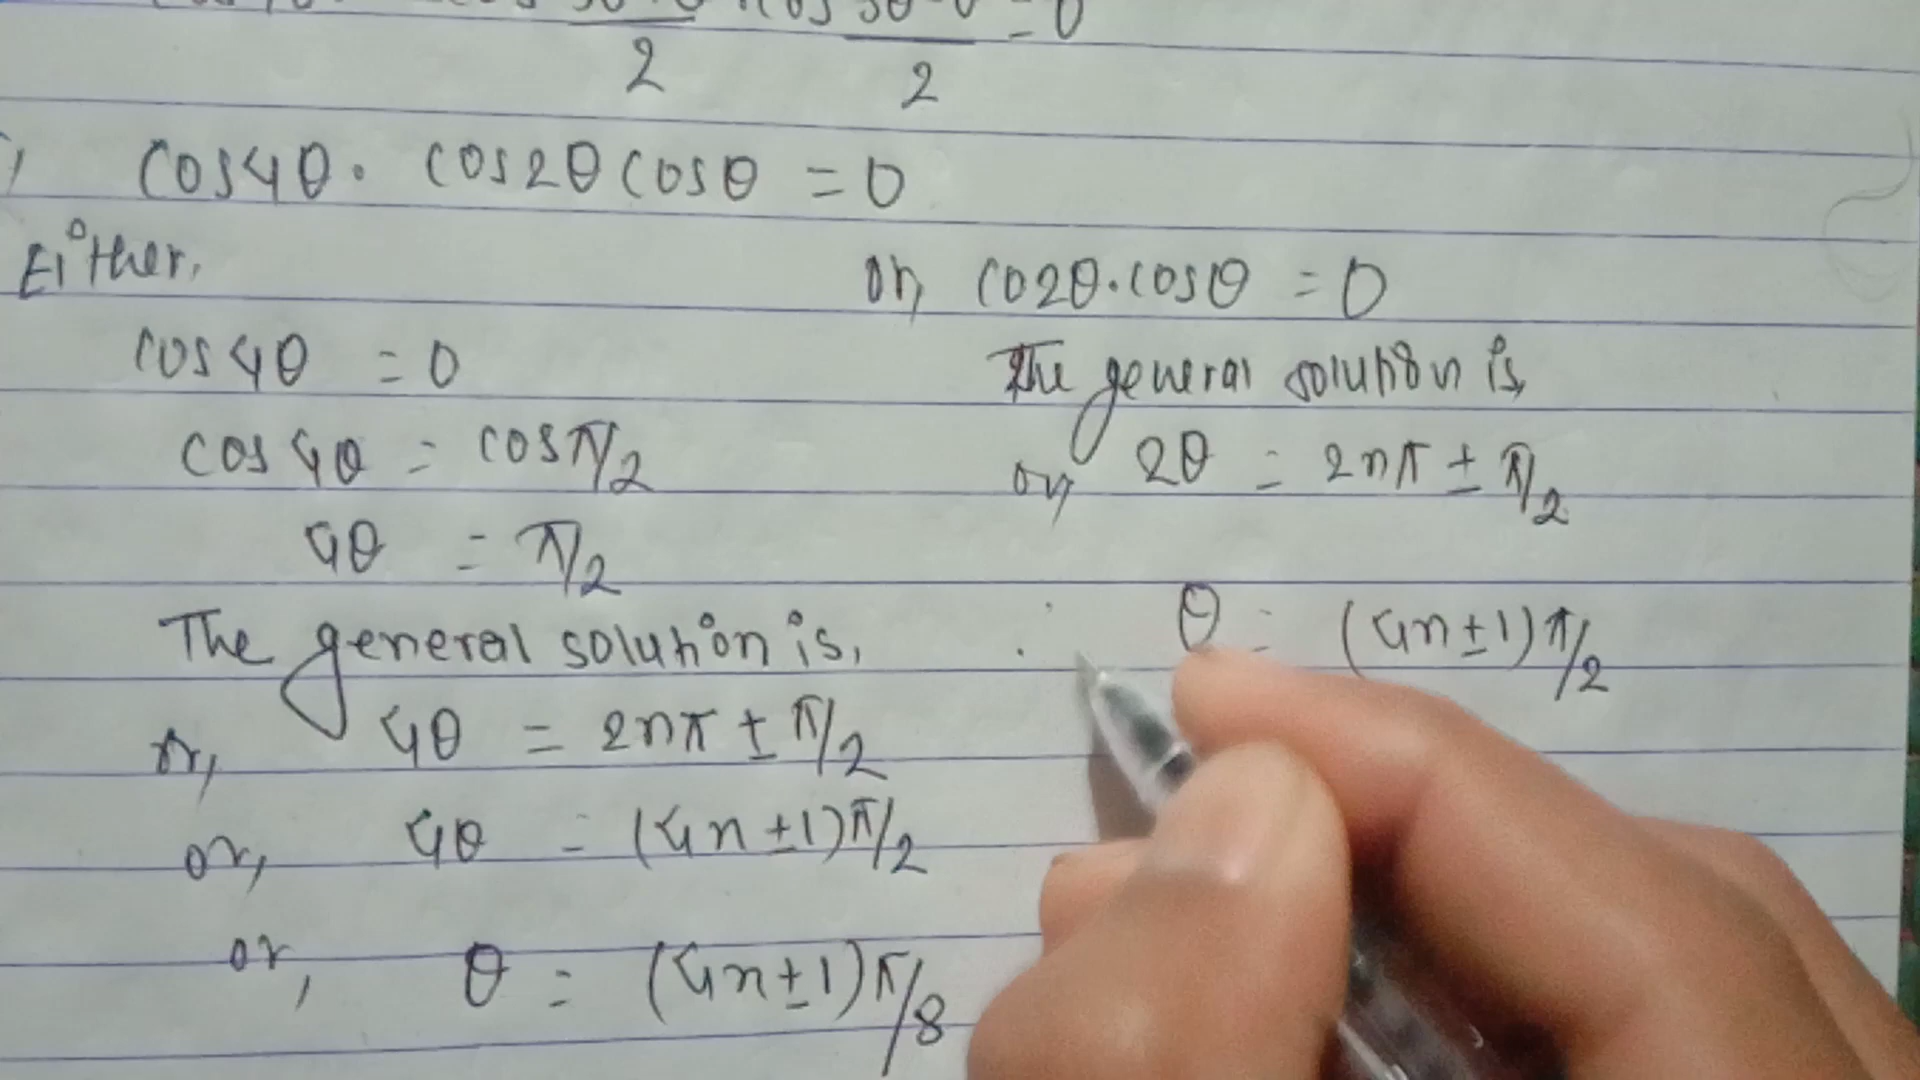 2 2
cos4θ. cos2θ cosθ = 0
Either,
cos4θ = 0
cos4θ = cosπ/2
4θ = π/2
The general solution is,
or, 4θ = 2nπ ± π/2
or, 4θ = (4n±1)π/2
or, θ = (4n±1)π/8
or, co2θ.cosθ = 0
The general solution is,
or, 2θ = 2nπ ± π/2
∴ θ = (4n±1)π/2